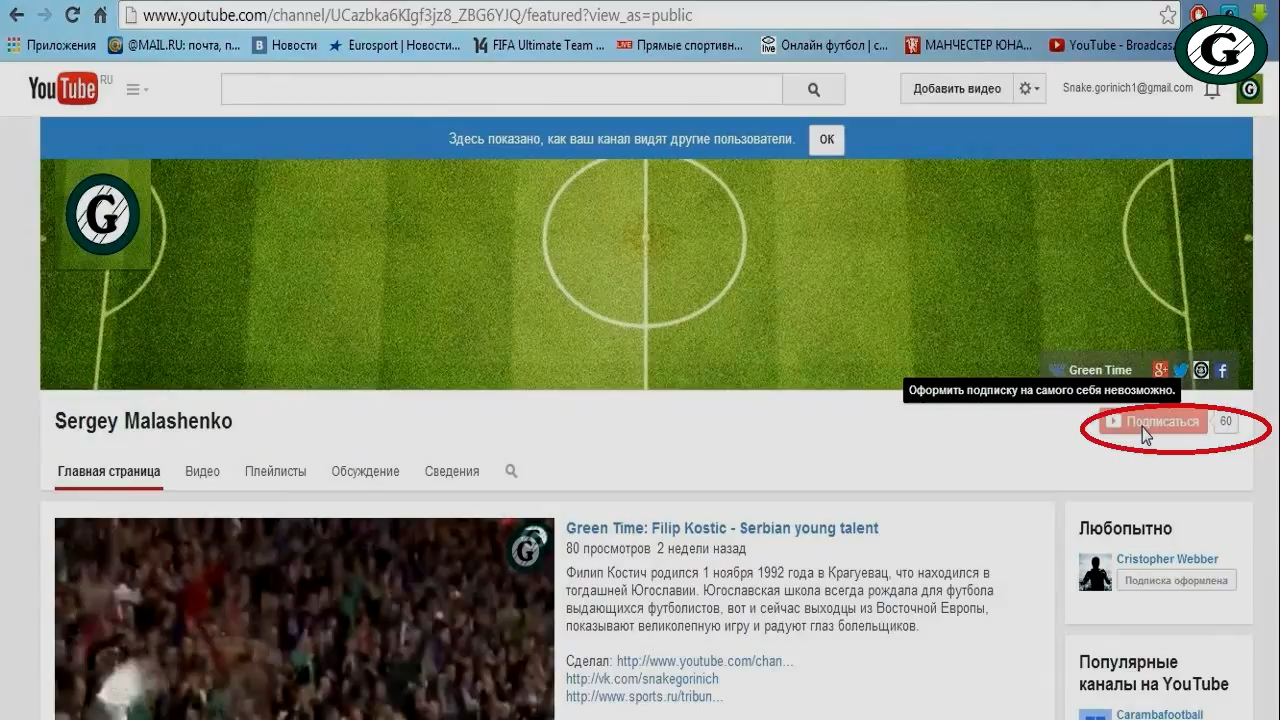 www.youtube.com/channel/UCazbka6KIgf3jz8_ZBG6YJQ/featured?view_as=public
Приложения @MAIL.RU: почта, п... Новости Eurosport | Новости... FIFA Ultimate Team ... Прямые спортивн... Онлайн футбол | с... МАНЧЕСТЕР ЮНА... YouTube - Broadcas
G
YouTube RU
Добавить видео
Snake.gorinich1@gmail.com
G
Здесь показано, как ваш канал видят другие пользователи. OK
G
Green Time
Оформить подписку на самого себя невозможно.
Sergey Malashenko
Подписаться 60
Главная страница Видео Плейлисты Обсуждение Сведения
G
Green Time: Filip Kostic - Serbian young talent
80 просмотров 2 недели назад
Филип Костич родился 1 ноября 1992 года в Крагуевац, что находился в
тогдашней Югославии. Югославская школа всегда рождала для футбола
выдающихся футболистов, вот и сейчас выходцы из Восточной Европы,
показывают великолепную игру и радуют глаз болельщиков.
Сделал: http://www.youtube.com/chan...
http://vk.com/snakegorinich
http://www.sports.ru/tribun...
Любопытно
Cristopher Webber
Подписка оформлена
Популярные
каналы на YouTube
Carambafootball